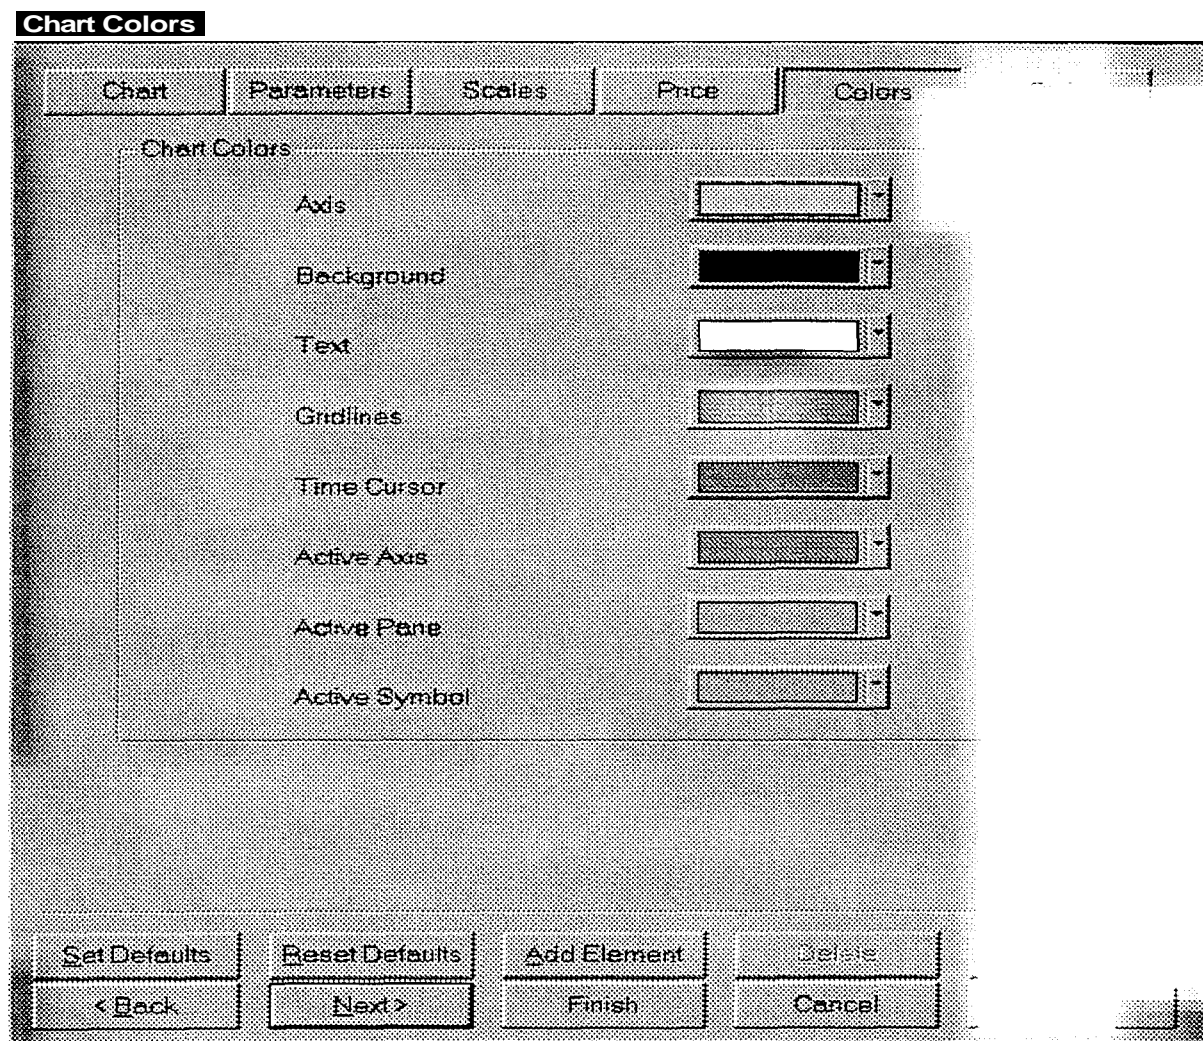 Chart Colors
Chart Parameters Scales Price Colors
Chart Colors
Axis
Background
Text
Gridlines
Time Cursor
Active Axis
Active Pane
Active Symbol
Set Defaults Reset Defaults Add Element Delete
< Back Next > Finish Cancel